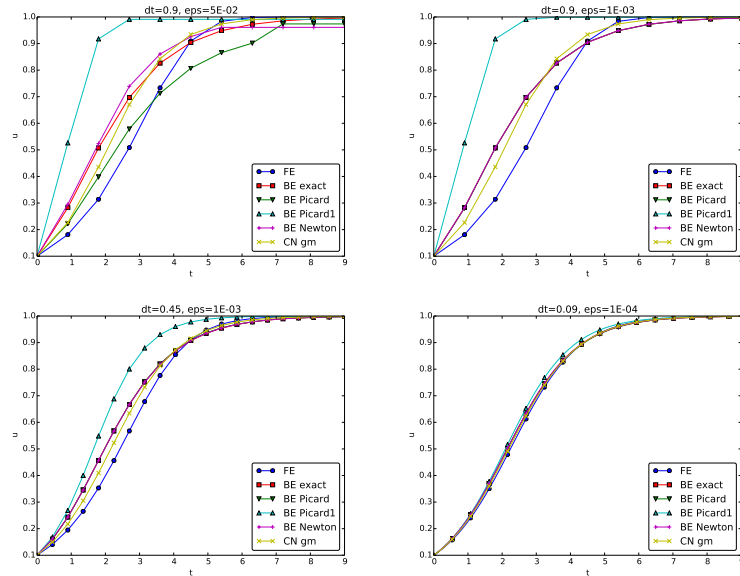 dt=0.9, eps=5E-02
1.0
0.9
0.8
0.7
0.6
0.5
0.4
0.3
0.2
0.1
u
0 1 2 3 4 5 6 7 8 9
t
FE
BE exact
BE Picard
BE Picard1
BE Newton
CN gm
dt=0.9, eps=1E-03
1.0
0.9
0.8
0.7
0.6
0.5
0.4
0.3
0.2
0.1
u
0 1 2 3 4 5 6 7 8 9
t
FE
BE exact
BE Picard
BE Picard1
BE Newton
CN gm
dt=0.45, eps=1E-03
1.0
0.9
0.8
0.7
0.6
0.5
0.4
0.3
0.2
0.1
u
0 1 2 3 4 5 6 7 8 9
t
FE
BE exact
BE Picard
BE Picard1
BE Newton
CN gm
dt=0.09, eps=1E-04
1.0
0.9
0.8
0.7
0.6
0.5
0.4
0.3
0.2
0.1
u
0 1 2 3 4 5 6 7 8 9
t
FE
BE exact
BE Picard
BE Picard1
BE Newton
CN gm